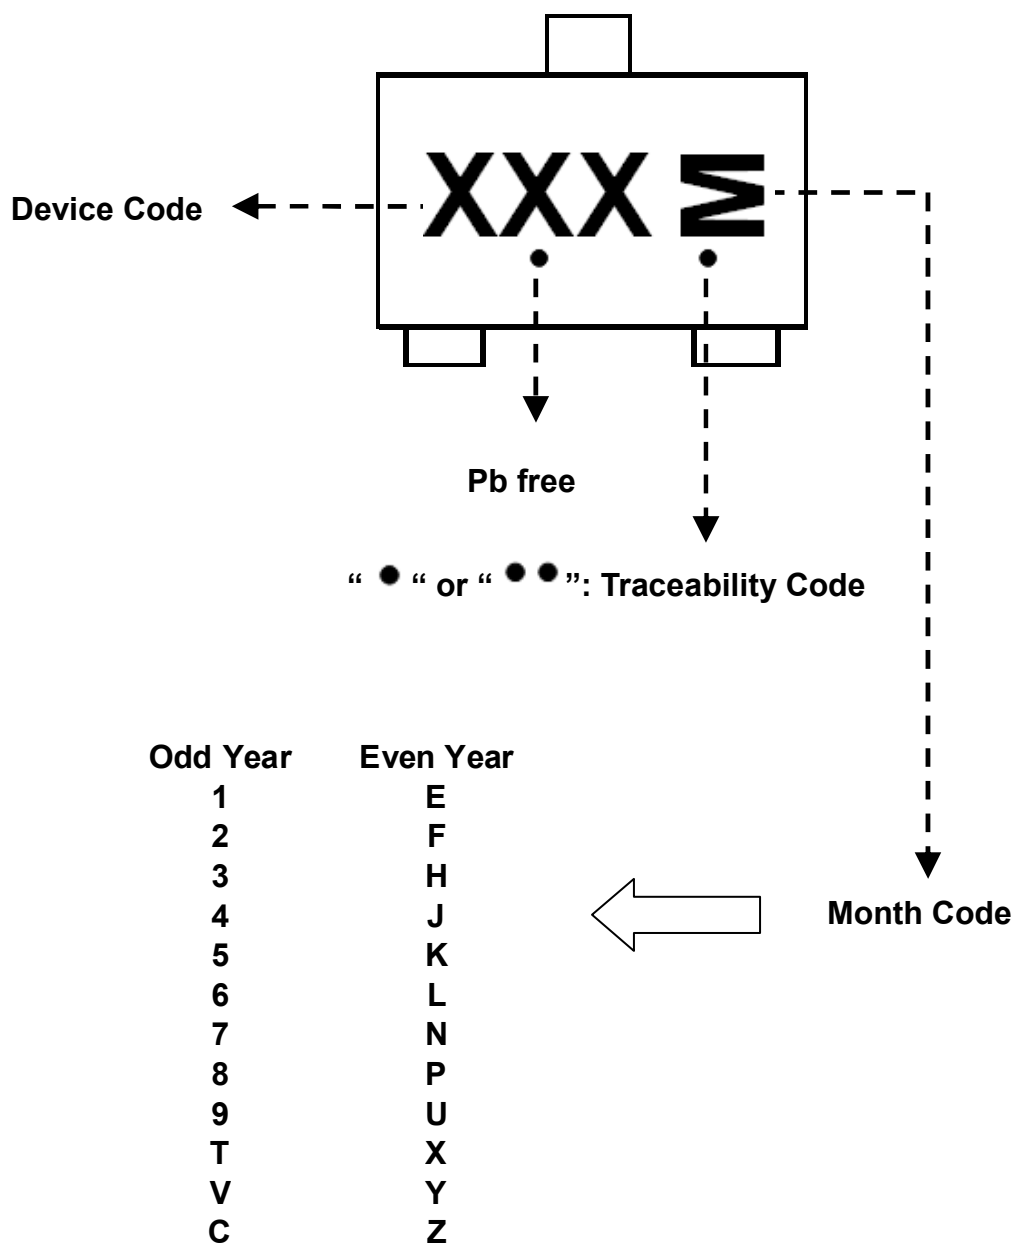 XXX M
Device Code
Pb free
“ ● “ or “ ● ● ”: Traceability Code
Odd Year Even Year
1 E
2 F
3 H
4 J
5 K
6 L
7 N
8 P
9 U
T X
V Y
C Z
Month Code